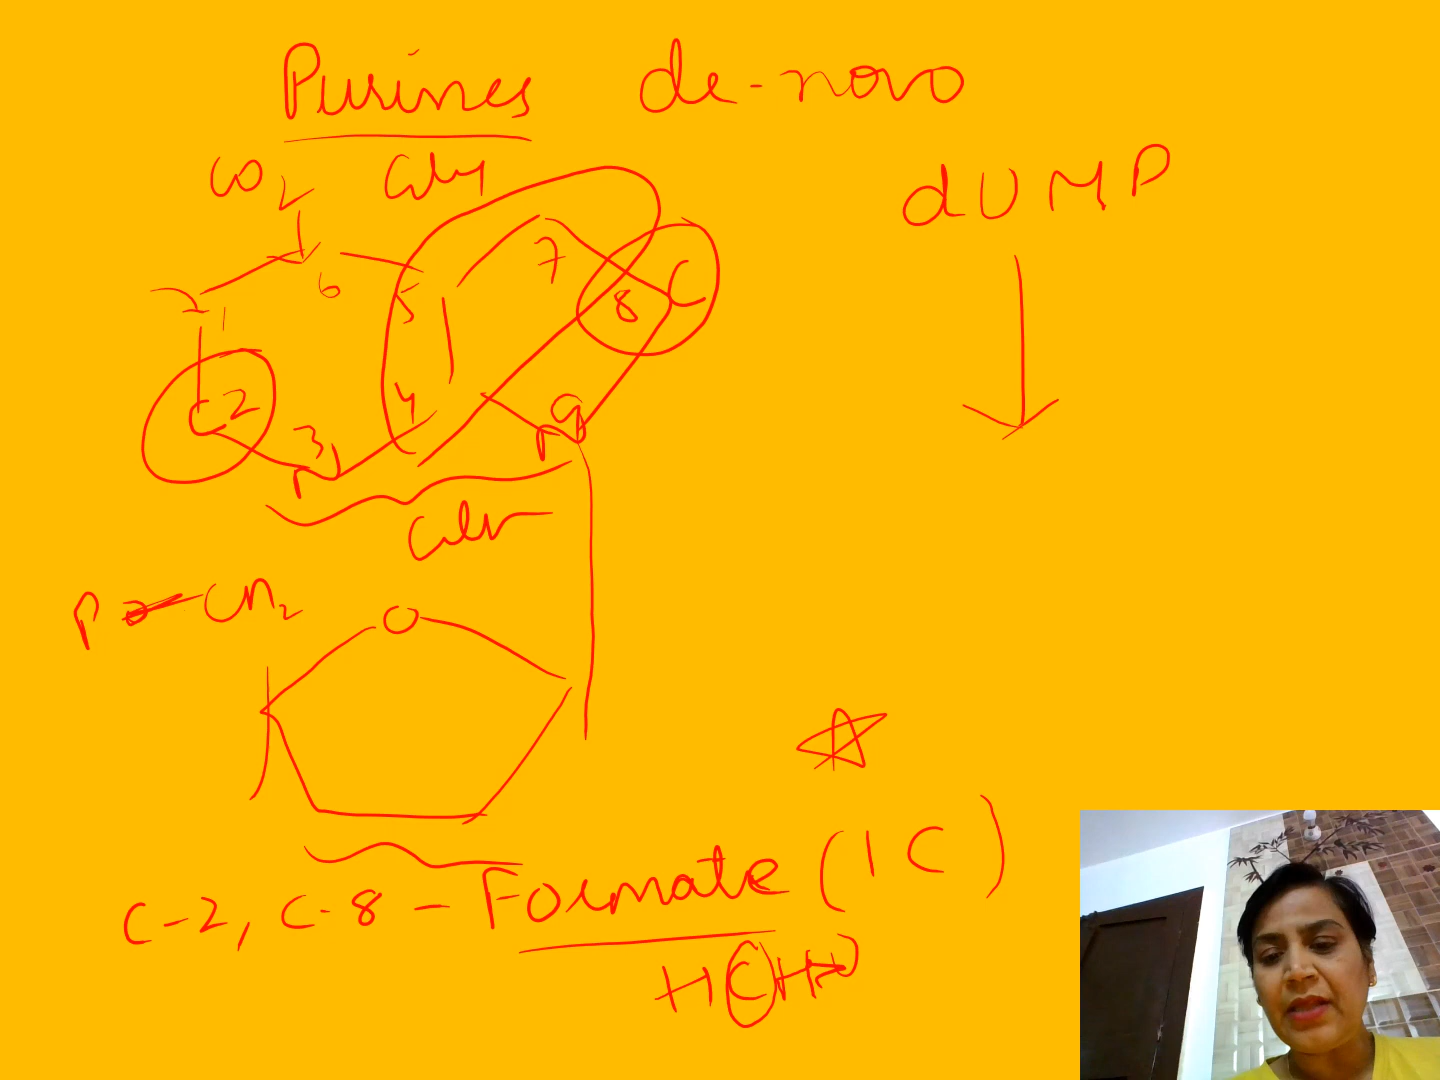 Purines de-novo
CO2 Gly
dUMP
6 7
1 5 8 C
C 2 4
3 9
N N
Gln
P CH2
O
C-2, C-8 - Formate (1C)